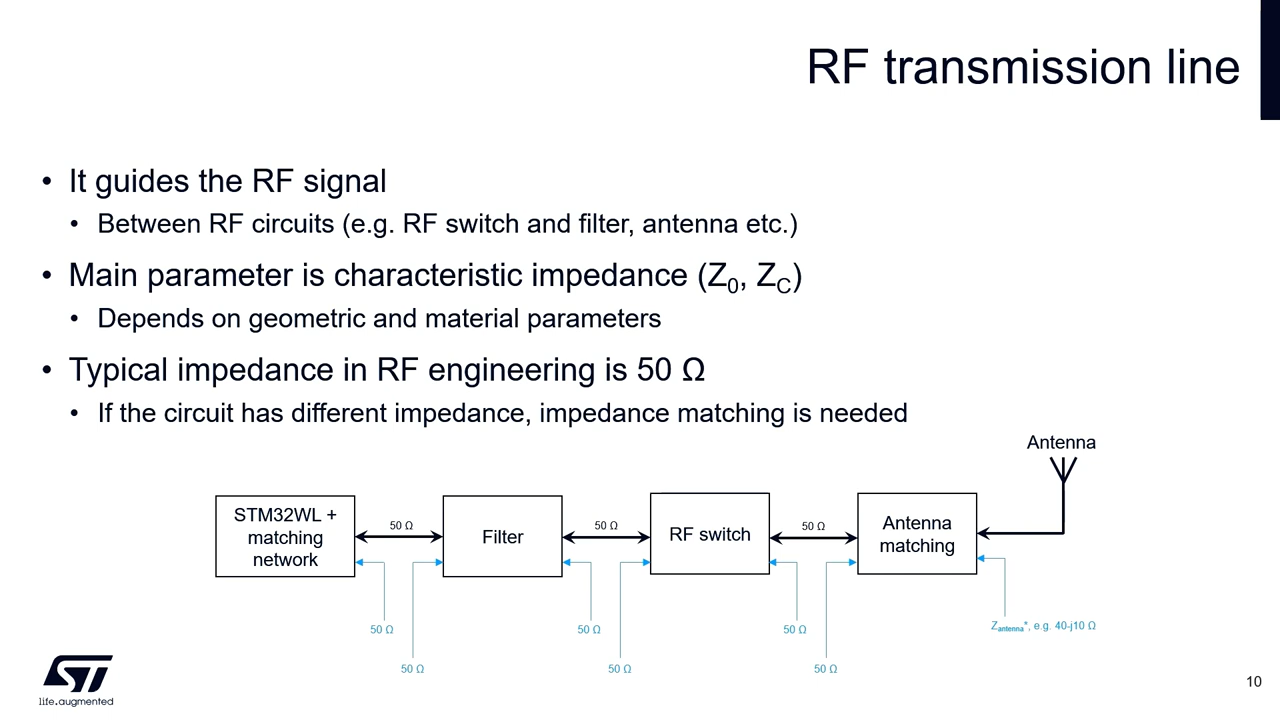 RF transmission line
• It guides the RF signal
• Between RF circuits (e.g. RF switch and filter, antenna etc.)
• Main parameter is characteristic impedance (Z0, ZC)
• Depends on geometric and material parameters
• Typical impedance in RF engineering is 50 Ω
• If the circuit has different impedance, impedance matching is needed
Antenna
STM32WL +
matching
network
50 Ω
Filter
50 Ω
RF switch
50 Ω
Antenna
matching
50 Ω
50 Ω
50 Ω
50 Ω
50 Ω
50 Ω
Zantenna*, e.g. 40-j10 Ω
ST
life.augmented
10